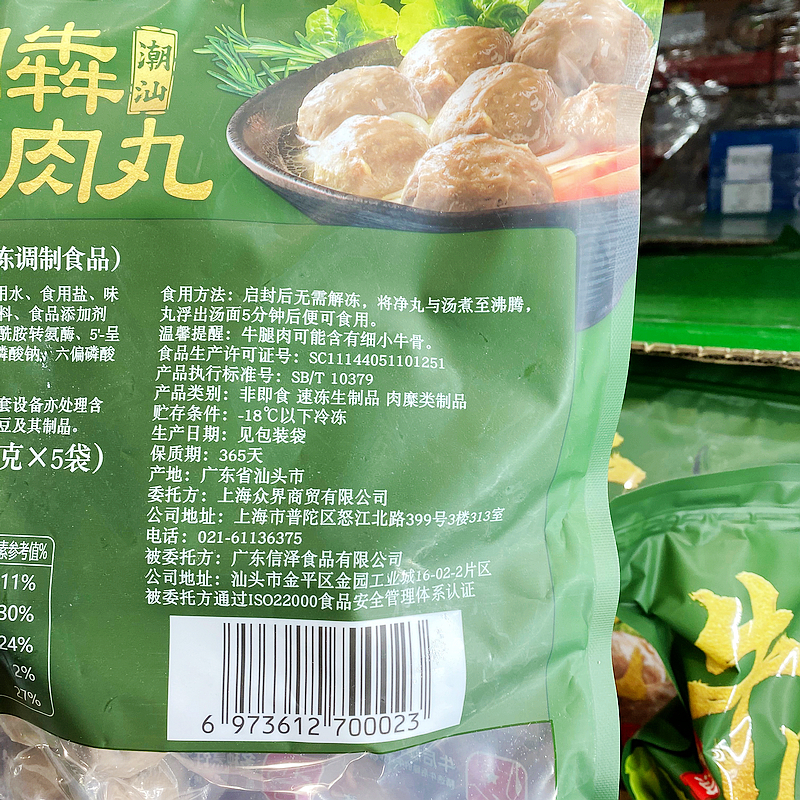 犇
潮汕
肉丸
冻调制食品）
用水、食用盐、味
料、食品添加剂
酰胺转氨酶、5'-呈
磷酸钠、六偏磷酸
套设备亦处理含
豆及其制品。
克×5袋）
素参考值%
11%
30%
24%
2%
27%
食用方法：启封后无需解冻，将净丸与汤煮至沸腾，
丸浮出汤面5分钟后便可食用。
温馨提醒：牛腿肉可能含有细小牛骨。
食品生产许可证号：SC11144051101251
产品执行标准号：SB/T 10379
产品类别：非即食 速冻生制品 肉糜类制品
贮存条件：-18℃以下冷冻
生产日期：见包装袋
保质期：365天
产地：广东省汕头市
委托方：上海众界商贸有限公司
公司地址：上海市普陀区怒江北路399号3楼313室
电话：021-61136375
被委托方：广东信泽食品有限公司
公司地址：汕头市金平区金园工业城16-02-2片区
被委托方通过ISO22000食品安全管理体系认证
6 973612 700023
牛